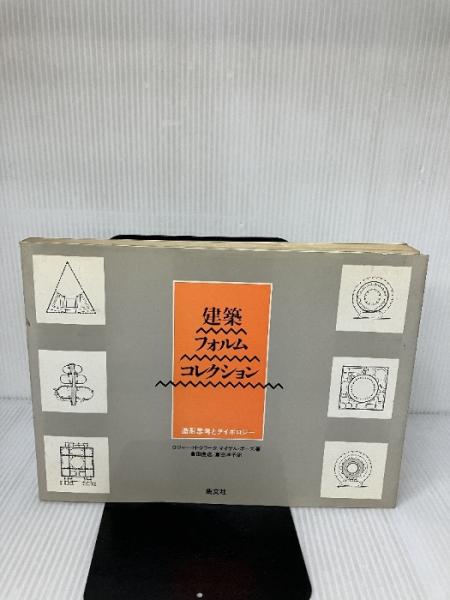 建築
フォルム
コレクション
造形思考とタイポロジー
ロジャー・H・クラーク,マイケル・ポーズ著
集文社